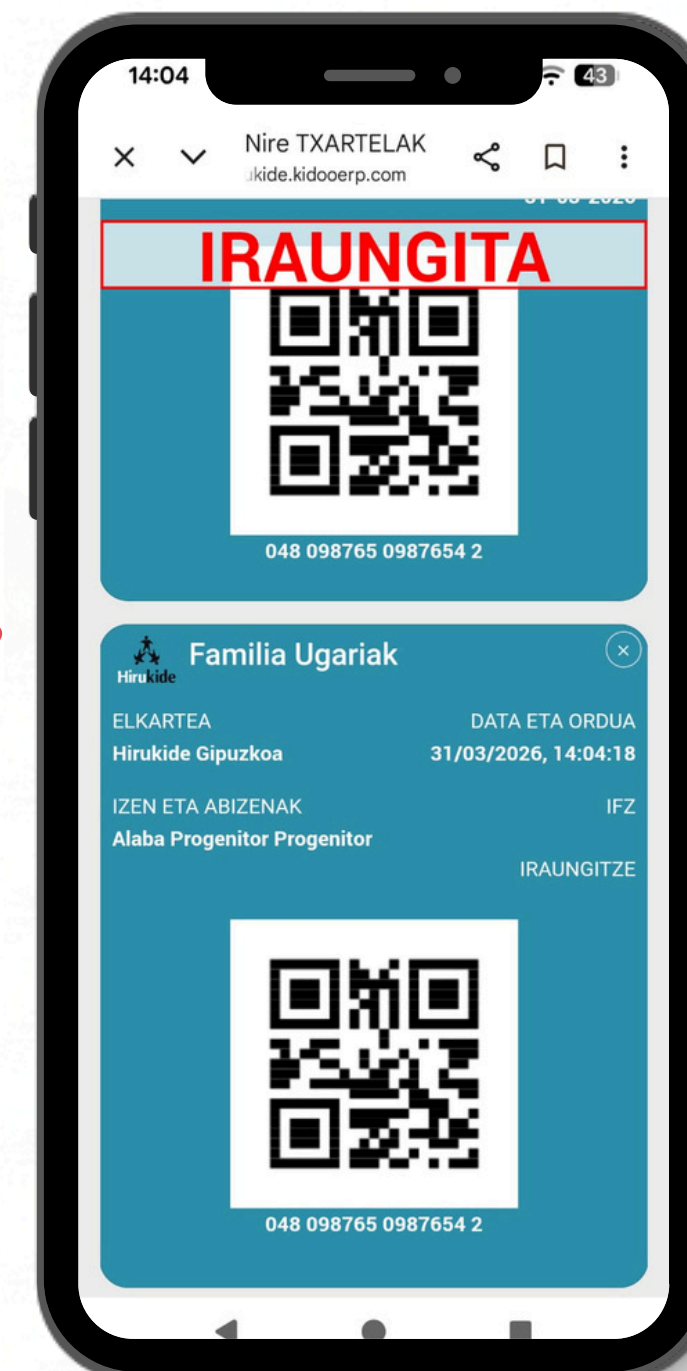 14:04
43
Nire TXARTELAK
ukide.kidooerp.com
IRAUNGITA
048 098765 0987654 2
Hirukide
Familia Ugariak
ELKARTEA
DATA ETA ORDUA
Hirukide Gipuzkoa
31/03/2026, 14:04:18
IZEN ETA ABIZENAK
IFZ
Alaba Progenitor Progenitor
IRAUNGITZE
048 098765 0987654 2